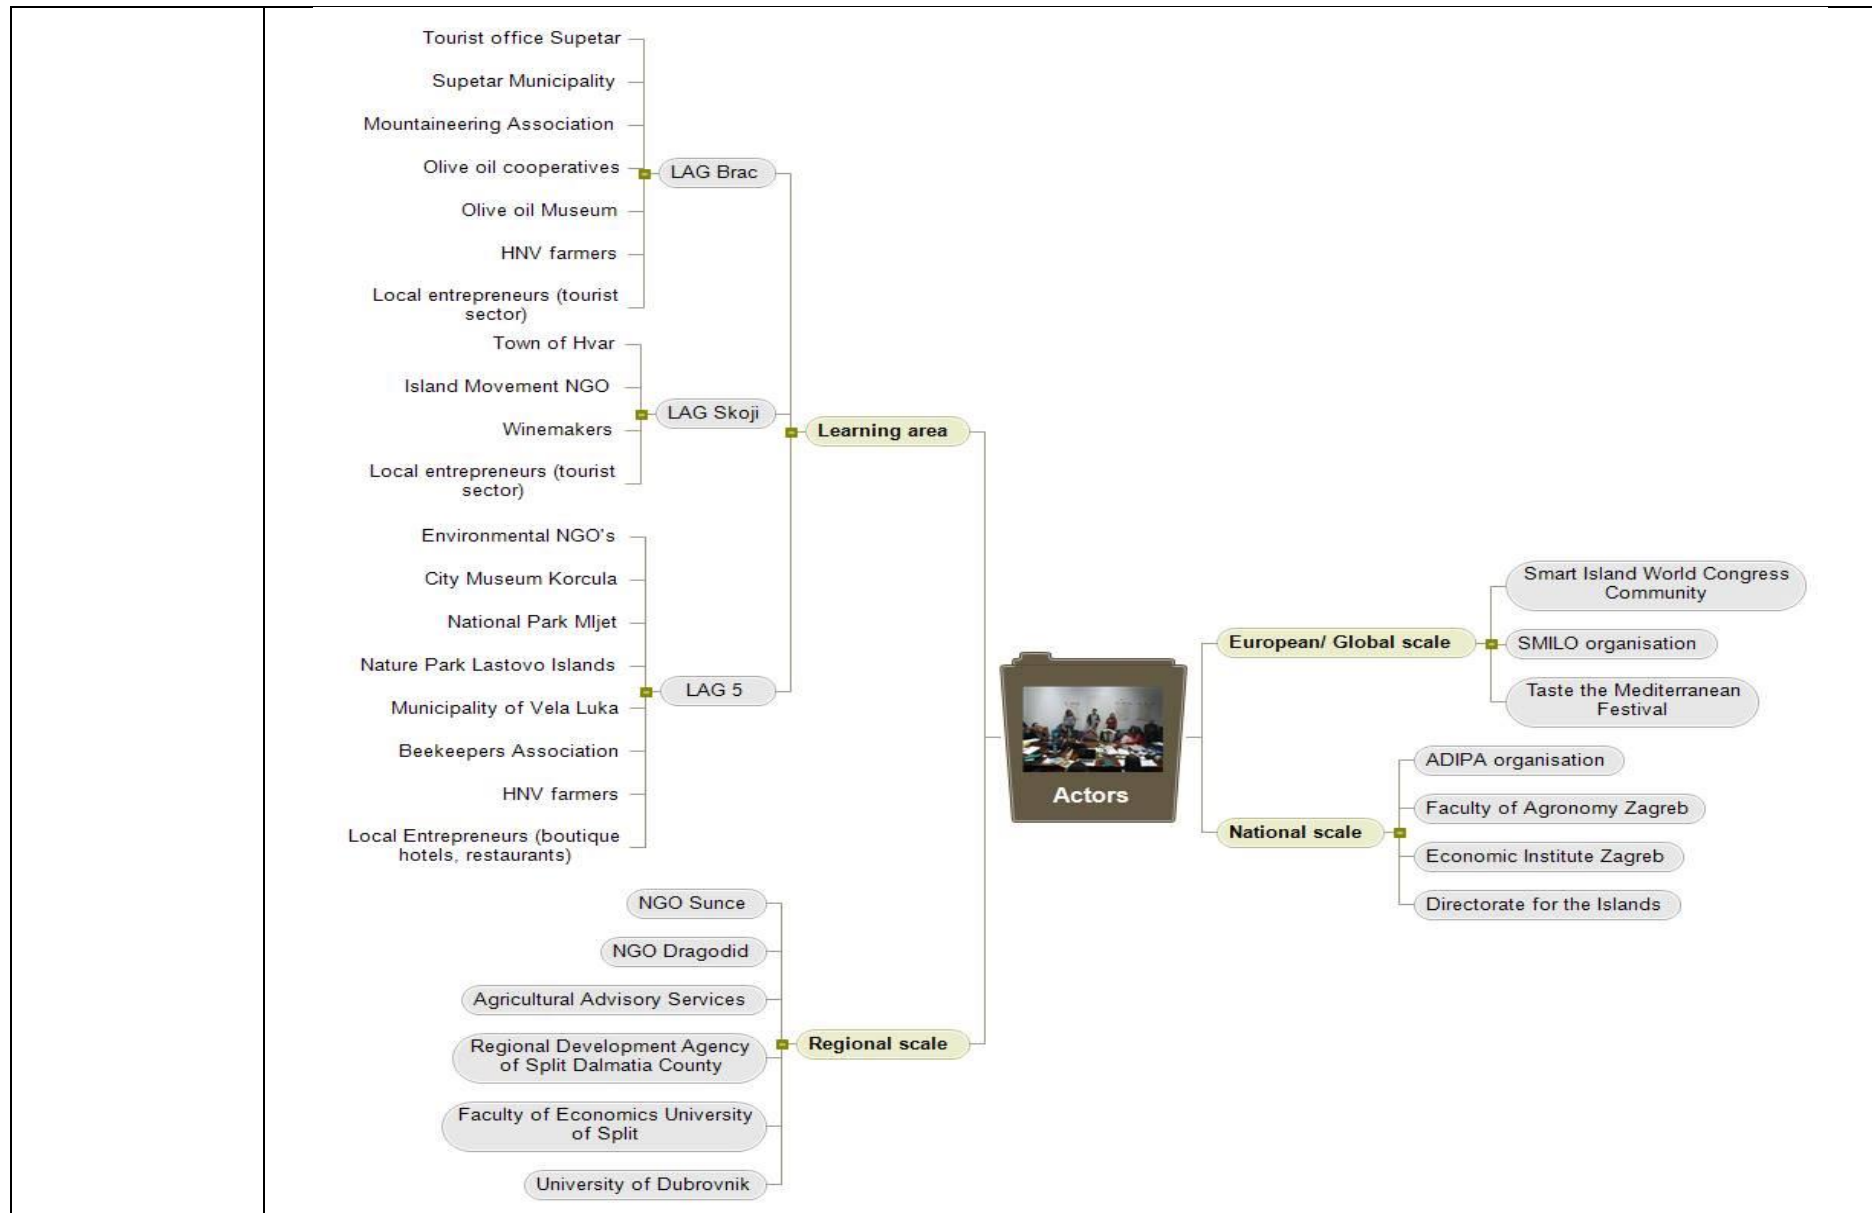 Tourist office Supetar
Supetar Municipality
Mountaineering Association
Olive oil cooperatives
Olive oil Museum
HNV farmers
Local entrepreneurs (tourist
sector)
LAG Brac
Town of Hvar
Island Movement NGO
Winemakers
Local entrepreneurs (tourist
sector)
LAG Skoji
Learning area
Environmental NGO's
City Museum Korcula
National Park Mljet
Nature Park Lastovo Islands
Municipality of Vela Luka
Beekeepers Association
HNV farmers
Local Entrepreneurs (boutique
hotels, restaurants)
LAG 5
NGO Sunce
NGO Dragodid
Agricultural Advisory Services
Regional Development Agency
of Split Dalmatia County
Faculty of Economics University
of Split
University of Dubrovnik
Regional scale
Actors
European/ Global scale
Smart Island World Congress
Community
SMILO organisation
Taste the Mediterranean
Festival
National scale
ADIPA organisation
Faculty of Agronomy Zagreb
Economic Institute Zagreb
Directorate for the Islands